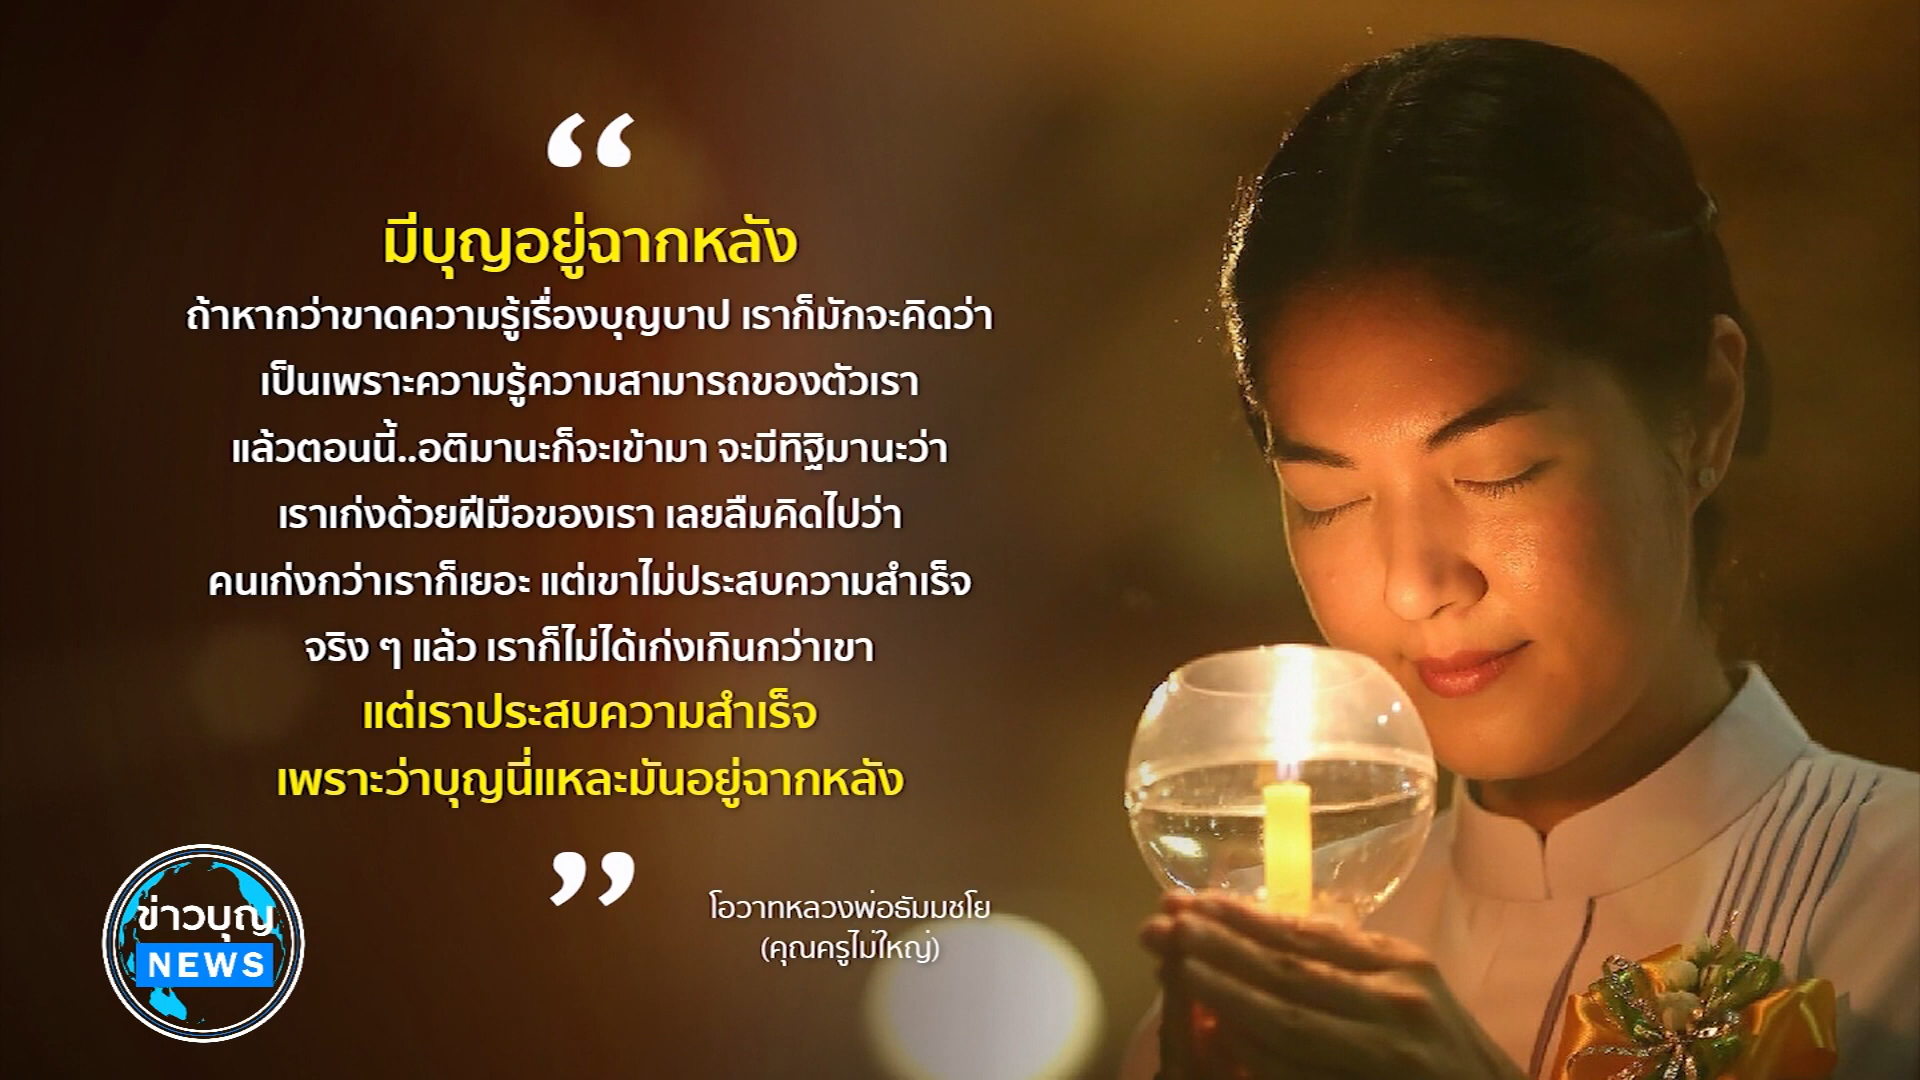 “
มีบุญอยู่ฉากหลัง
ถ้าหากว่าขาดความรู้เรื่องบุญบาป เราก็มักจะคิดว่า
เป็นเพราะความรู้ความสามารถของตัวเรา
แล้วตอนนี้..อติมานะก็จะเข้ามา จะมีทิฐิมานะว่า
เราเก่งด้วยฝีมือของเรา เลยลืมคิดไปว่า
คนเก่งกว่าเราก็เยอะ แต่เขาไม่ประสบความสำเร็จ
จริง ๆ แล้ว เราก็ไม่ได้เก่งเกินกว่าเขา
แต่เราประสบความสำเร็จ
เพราะว่าบุญนี่แหละมันอยู่ฉากหลัง
”
โอวาทหลวงพ่อธัมมชโย
(คุณครูไม่ใหญ่)
ข่าวบุญ
NEWS